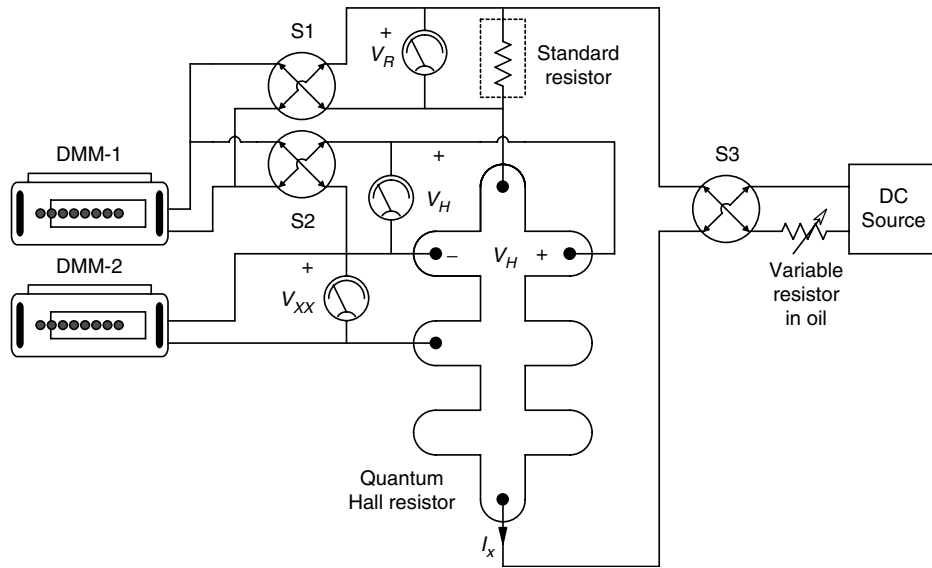 S1
+
V_R
Standard
resistor
DMM-1
S2
+
V_H
S3
DC
Source
−
V_H
+
DMM-2
+
V_XX
Variable
resistor
in oil
Quantum
Hall resistor
I_x